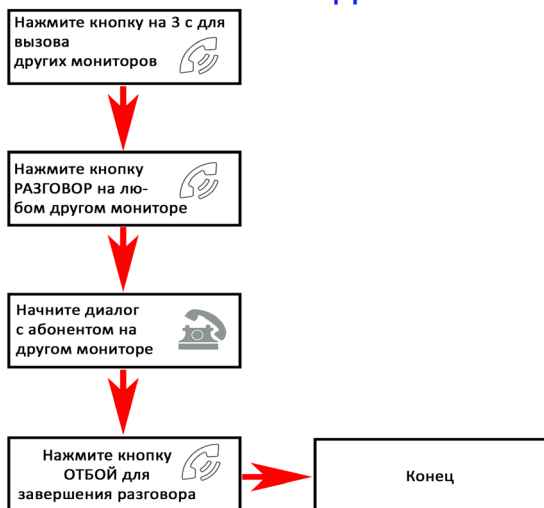 Нажмите кнопку на 3 с для
вызова
других мониторов
Нажмите кнопку
РАЗГОВОР на лю-
бом другом мониторе
Начните диалог
с абонентом на
другом мониторе
Нажмите кнопку
ОТБОЙ для
завершения разговора
Конец